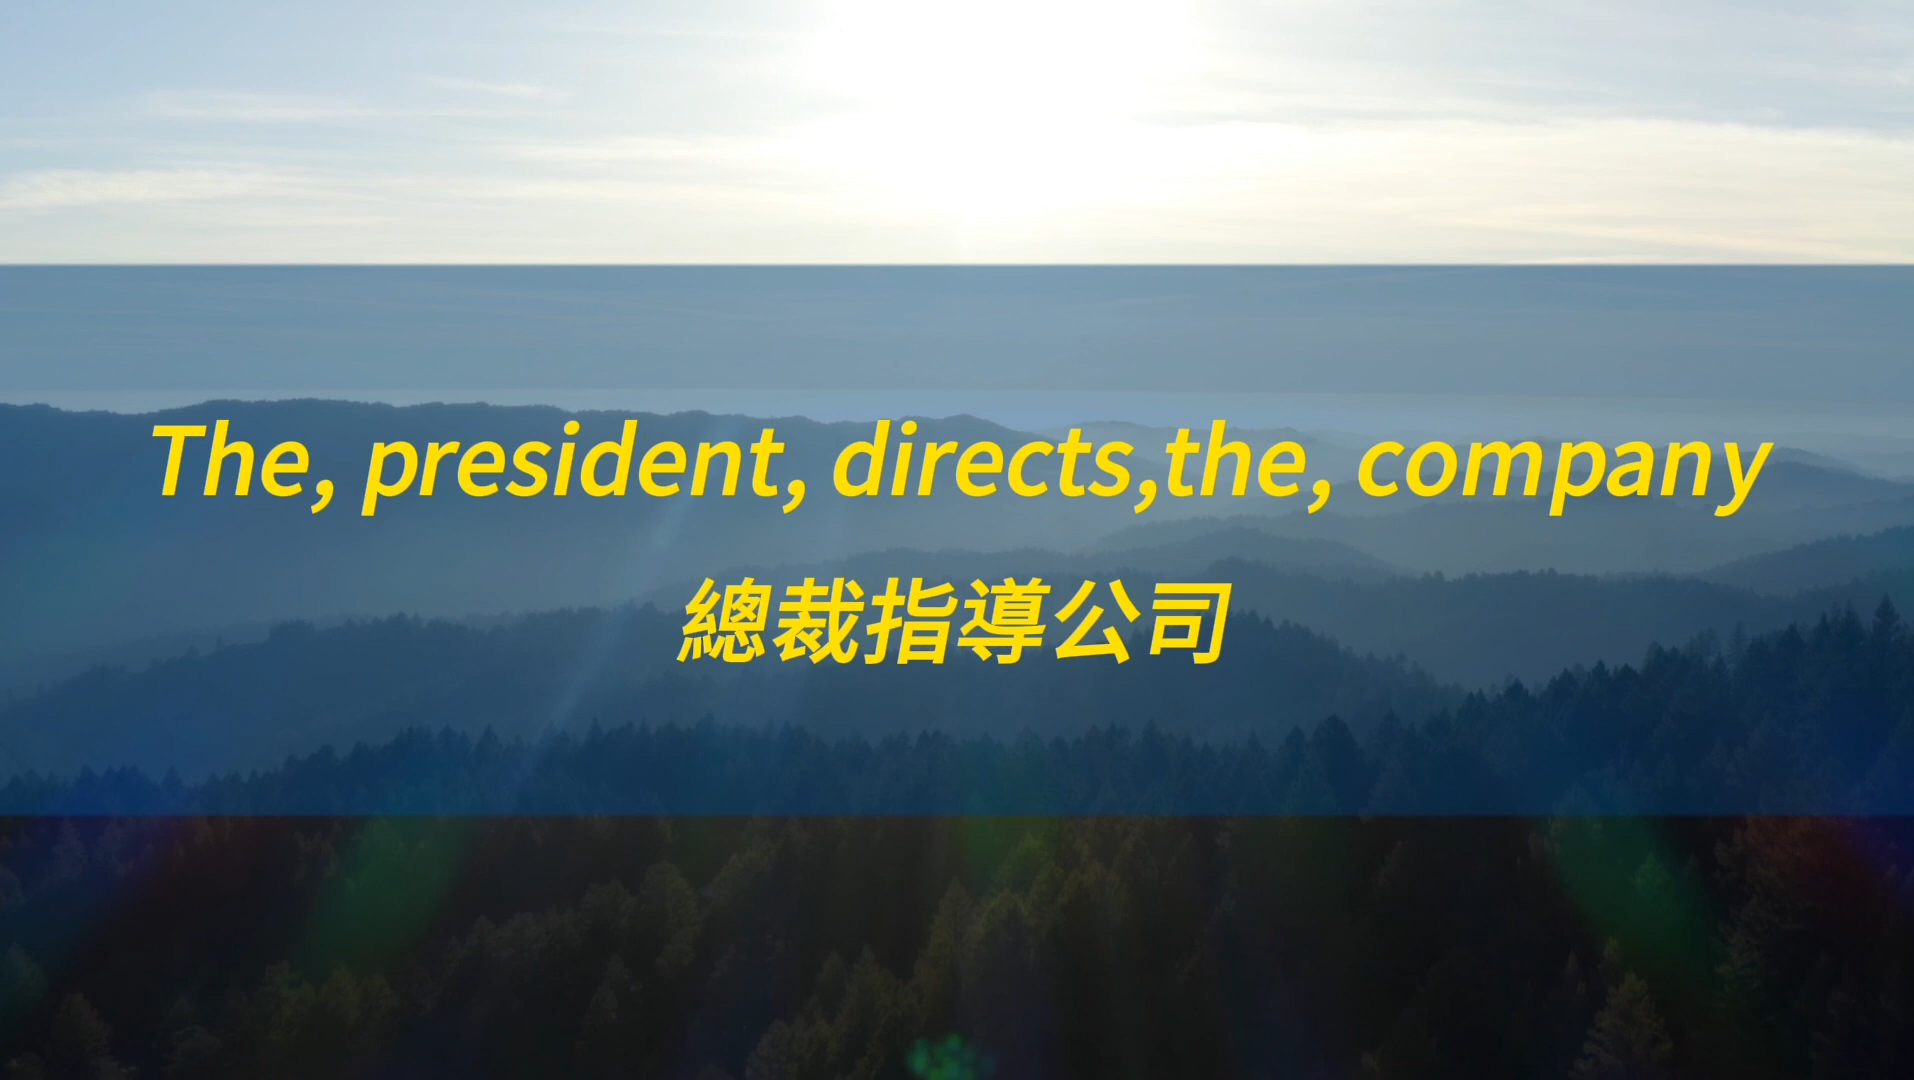 The, president, directs,the, company
總裁指導公司